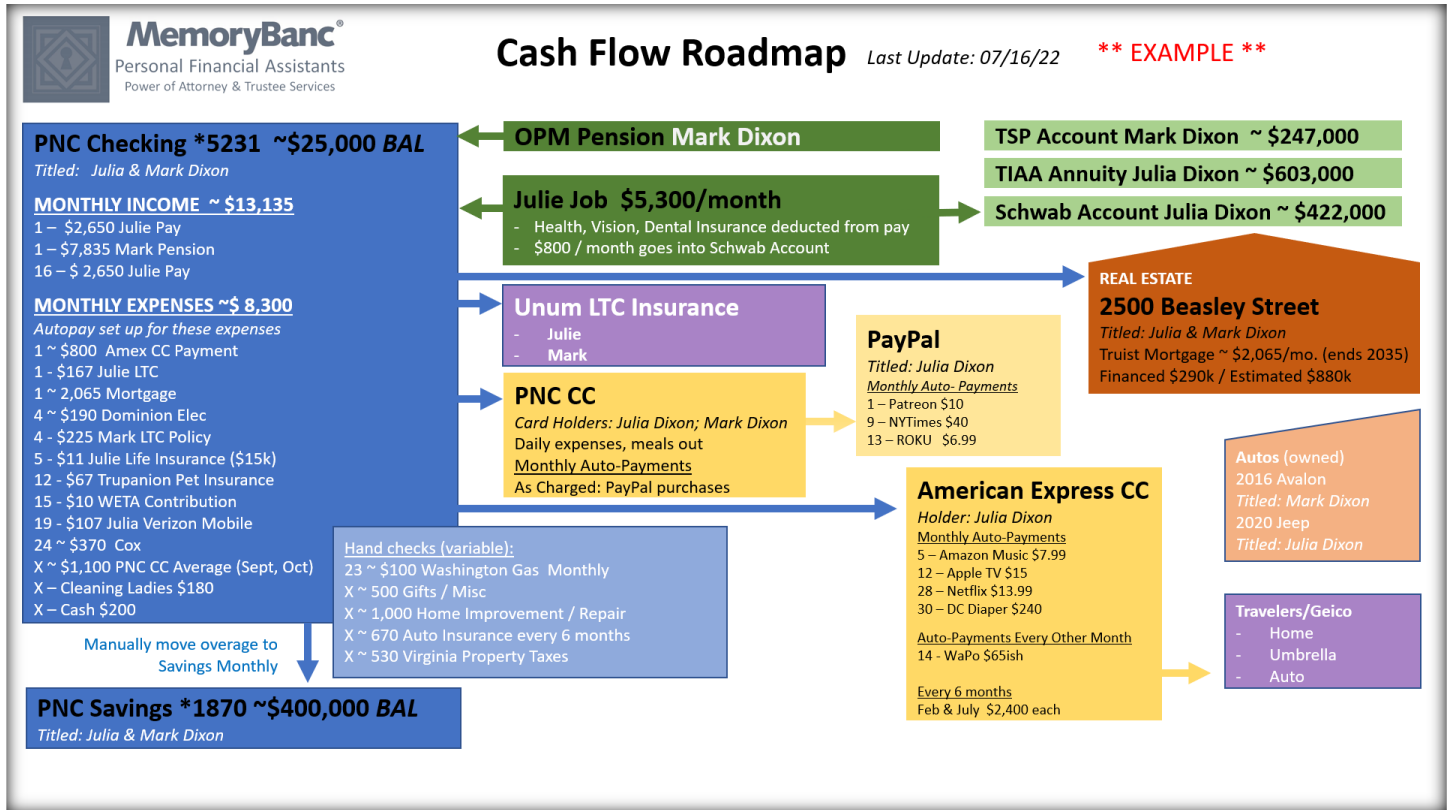 MemoryBanc®
Personal Financial Assistants
Power of Attorney & Trustee Services
Cash Flow Roadmap Last Update: 07/16/22 ** EXAMPLE **
PNC Checking *5231 ~$25,000 BAL
Titled: Julia & Mark Dixon
MONTHLY INCOME ~ $13,135
1 – $2,650 Julie Pay
1 – $7,835 Mark Pension
16 – $ 2,650 Julie Pay
MONTHLY EXPENSES ~$ 8,300
Autopay set up for these expenses
1 ~ $800 Amex CC Payment
1 - $167 Julie LTC
1 ~ 2,065 Mortgage
4 ~ $190 Dominion Elec
4 - $225 Mark LTC Policy
5 - $11 Julie Life Insurance ($15k)
12 - $67 Trupanion Pet Insurance
15 - $10 WETA Contribution
19 - $107 Julia Verizon Mobile
24 ~ $370 Cox
X ~ $1,100 PNC CC Average (Sept, Oct)
X – Cleaning Ladies $180
X – Cash $200
Hand checks (variable):
23 ~ $100 Washington Gas Monthly
X ~ 500 Gifts / Misc
X ~ 1,000 Home Improvement / Repair
X ~ 670 Auto Insurance every 6 months
X ~ 530 Virginia Property Taxes
Manually move overage to
Savings Monthly
PNC Savings *1870 ~$400,000 BAL
Titled: Julia & Mark Dixon
OPM Pension Mark Dixon
Julie Job $5,300/month
- Health, Vision, Dental Insurance deducted from pay
- $800 / month goes into Schwab Account
TSP Account Mark Dixon ~ $247,000
TIAA Annuity Julia Dixon ~ $603,000
Schwab Account Julia Dixon ~ $422,000
REAL ESTATE
2500 Beasley Street
Titled: Julia & Mark Dixon
Truist Mortgage ~ $2,065/mo. (ends 2035)
Financed $290k / Estimated $880k
Unum LTC Insurance
- Julie
- Mark
PNC CC
Card Holders: Julia Dixon; Mark Dixon
Daily expenses, meals out
Monthly Auto-Payments
As Charged: PayPal purchases
PayPal
Titled: Julia Dixon
Monthly Auto- Payments
1 – Patreon $10
9 – NYTimes $40
13 – ROKU $6.99
American Express CC
Holder: Julia Dixon
Monthly Auto-Payments
5 – Amazon Music $7.99
12 – Apple TV $15
28 – Netflix $13.99
30 – DC Diaper $240
Auto-Payments Every Other Month
14 - WaPo $65ish
Every 6 months
Feb & July $2,400 each
Autos (owned)
2016 Avalon
Titled: Mark Dixon
2020 Jeep
Titled: Julia Dixon
Travelers/Geico
- Home
- Umbrella
- Auto